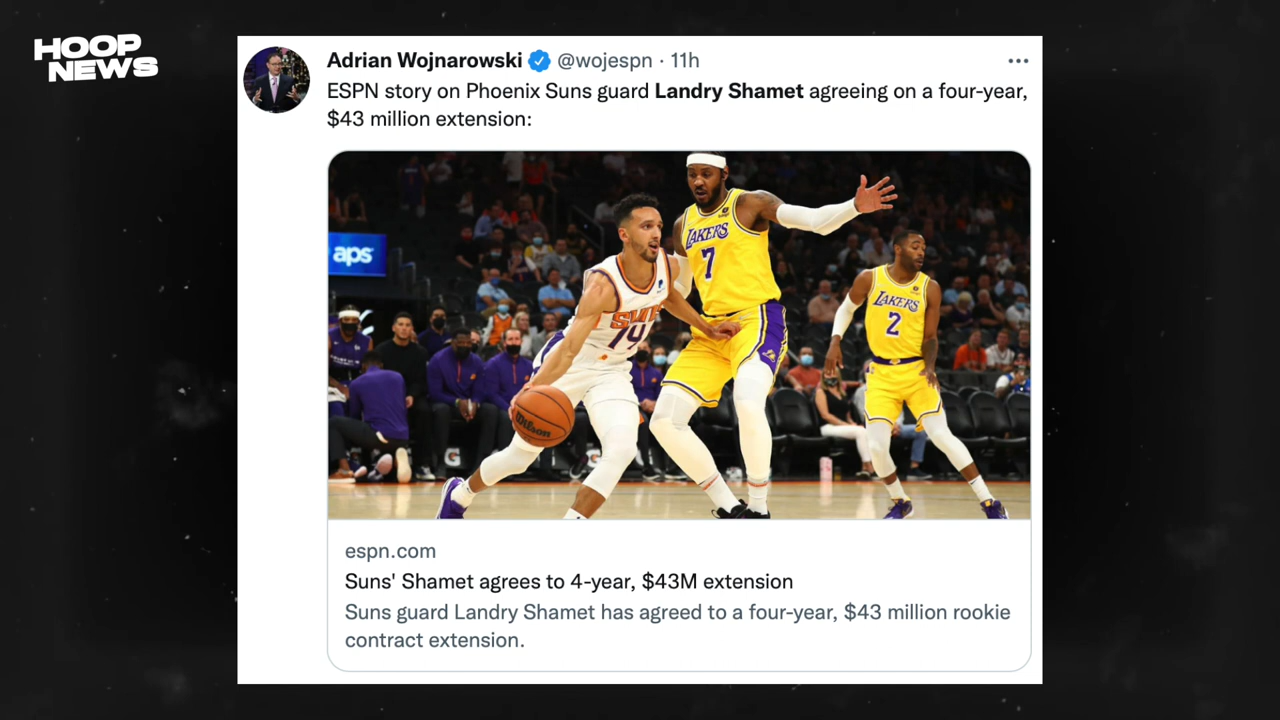 HOOP
NEWS
Adrian Wojnarowski @wojespn · 11h
ESPN story on Phoenix Suns guard Landry Shamet agreeing on a four-year,
$43 million extension:
aps
LAKERS
7
LAKERS
2
SUNS
14
Wilson
G
G
espn.com
Suns' Shamet agrees to 4-year, $43M extension
Suns guard Landry Shamet has agreed to a four-year, $43 million rookie
contract extension.